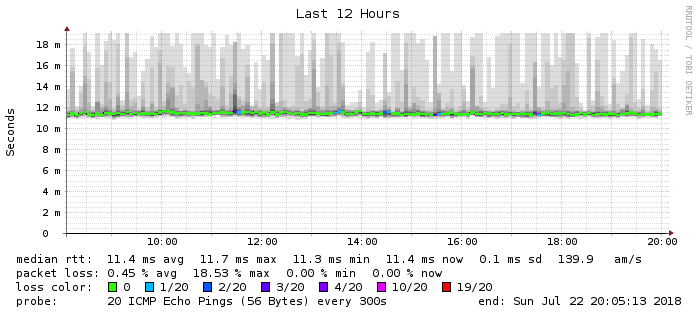 Last 12 Hours
RRDTOOL / TOBI OETIKER
Seconds
18 m
16 m
14 m
12 m
10 m
8 m
6 m
4 m
2 m
0
10:00 12:00 14:00 16:00 18:00 20:00
median rtt: 11.4 ms avg 11.7 ms max 11.3 ms min 11.4 ms now 0.1 ms sd 139.9 am/s
packet loss: 0.45 % avg 18.53 % max 0.00 % min 0.00 % now
loss color: 0 1/20 2/20 3/20 4/20 10/20 19/20
probe: 20 ICMP Echo Pings (56 Bytes) every 300s end: Sun Jul 22 20:05:13 2018